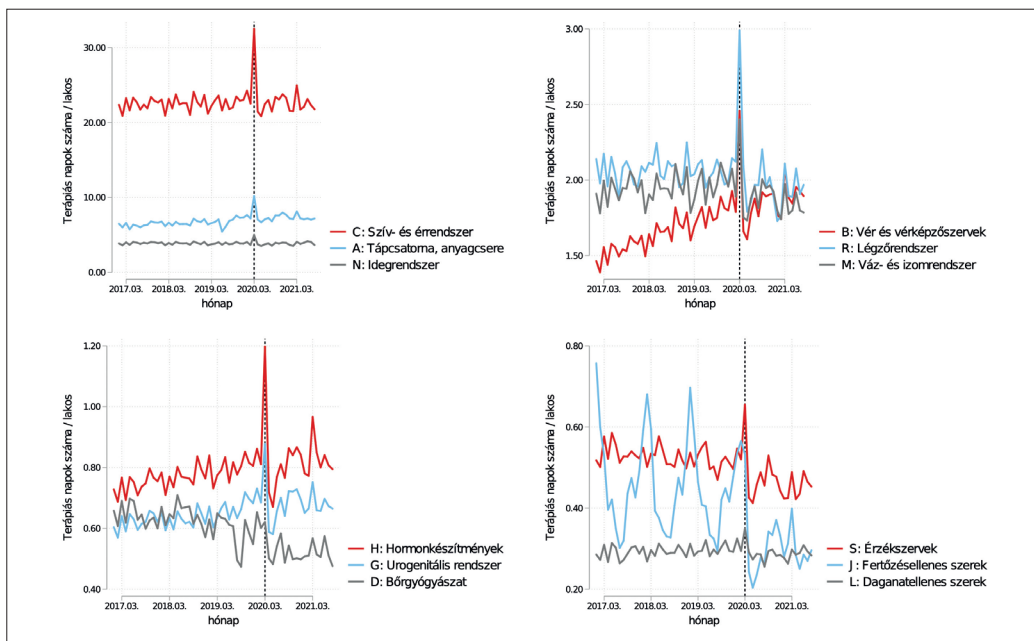 Terápiás napok száma / lakos
30.00
20.00
10.00
0.00
2017.03.
2018.03.
2019.03.
2020.03.
2021.03.
hónap
C: Szív- és érrendszer
A: Tápcsatorna, anyagcsere
N: Idegrendszer
Terápiás napok száma / lakos
3.00
2.50
2.00
1.50
2017.03.
2018.03.
2019.03.
2020.03.
2021.03.
hónap
B: Vér és vérképzőszervek
R: Légzőrendszer
M: Váz- és izomrendszer
Terápiás napok száma / lakos
1.20
1.00
0.80
0.60
0.40
2017.03.
2018.03.
2019.03.
2020.03.
2021.03.
hónap
H: Hormonkészítmények
G: Urogenitális rendszer
D: Bőrgyógyászat
Terápiás napok száma / lakos
0.80
0.60
0.40
0.20
2017.03.
2018.03.
2019.03.
2020.03.
2021.03.
hónap
S: Érzékszervek
J: Fertőzésellenes szerek
L: Daganatellenes szerek